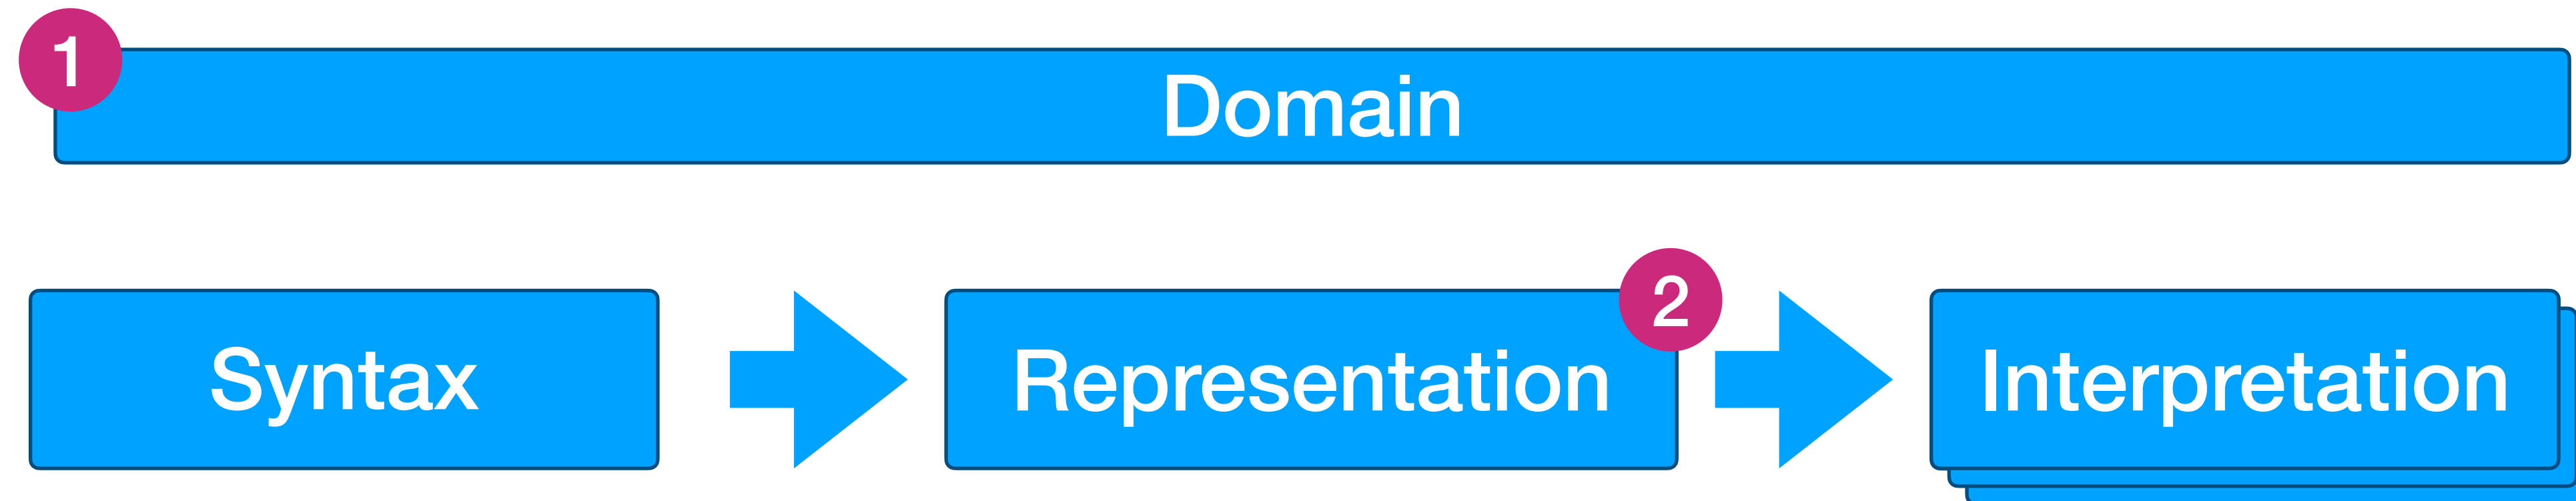 1
Domain
2
Syntax
Representation
Interpretation